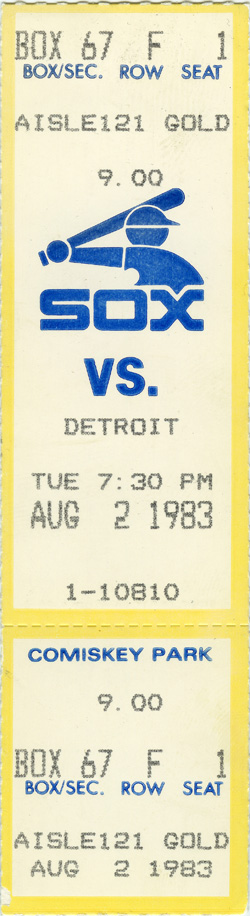 BOX 67 F 1
BOX/SEC. ROW SEAT
AISLE121 GOLD
9.00
SOX
VS.
DETROIT
TUE 7:30 PM
AUG 2 1983
1-10810
COMISKEY PARK
9.00
BOX 67 F 1
BOX/SEC. ROW SEAT
AISLE121 GOLD
AUG 2 1983